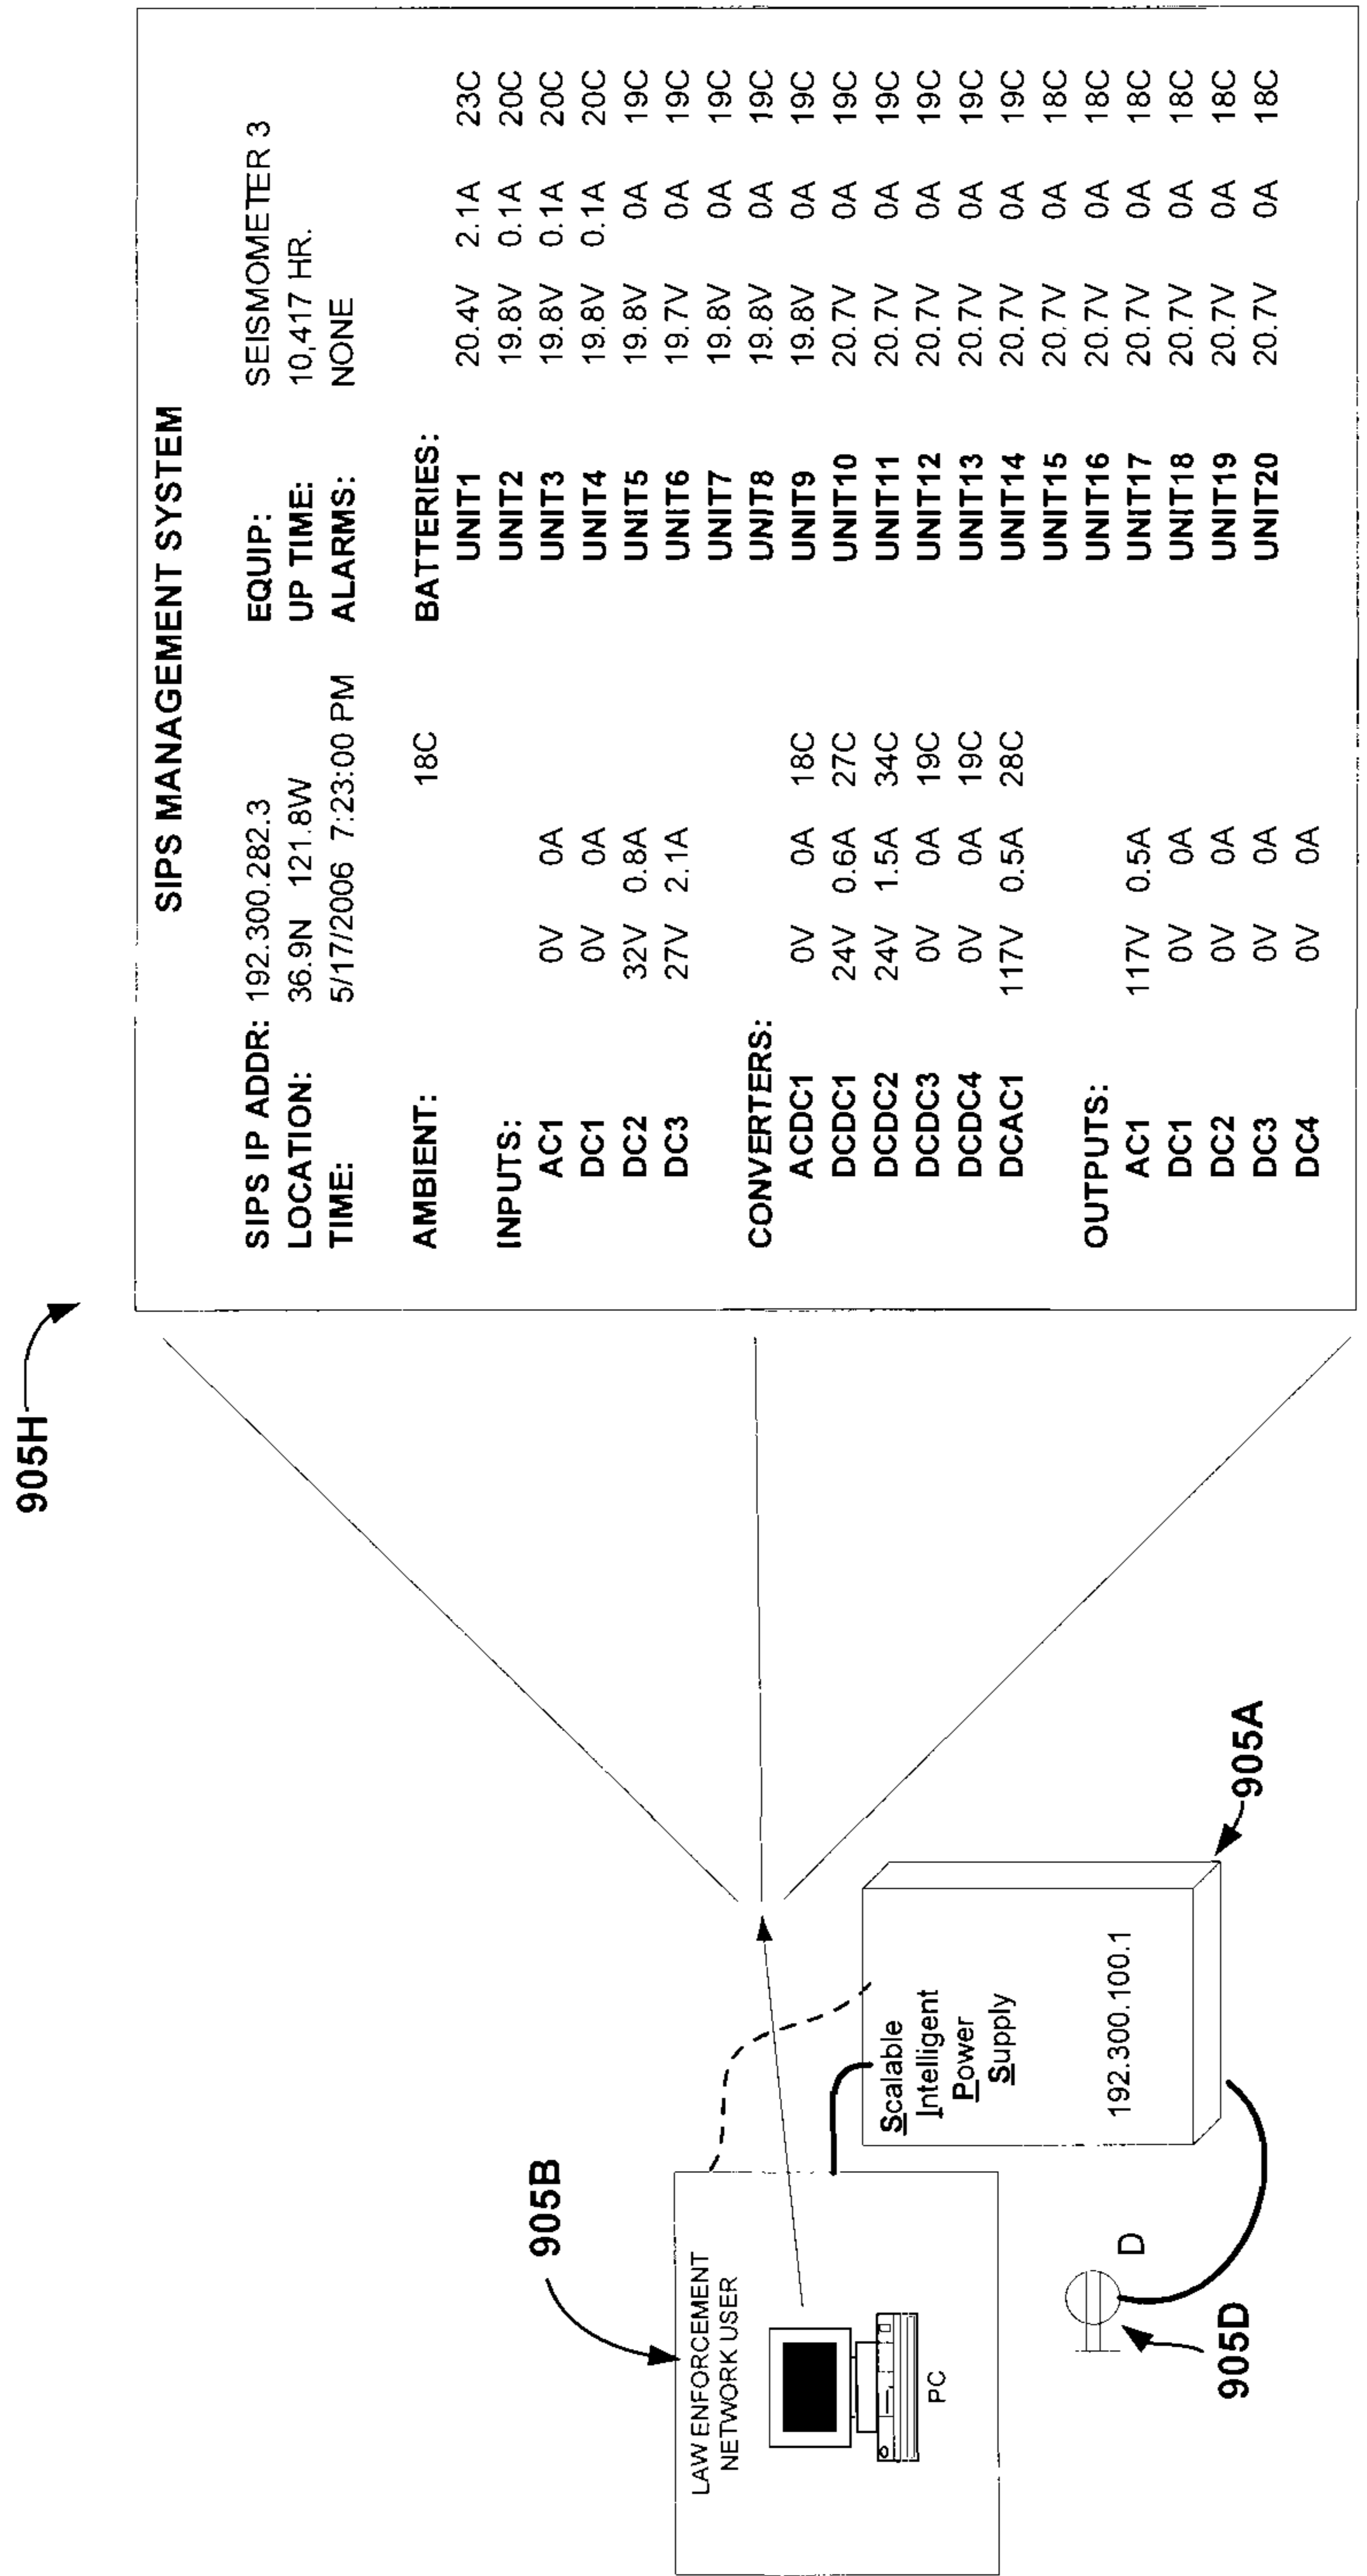 905H
SIPS MANAGEMENT SYSTEM
SIPS IP ADDR: 192.300.282.3 EQUIP: SEISMOMETER 3
LOCATION: 36.9N 121.8W UP TIME: 10,417 HR.
TIME: 5/17/2006 7:23:00 PM ALARMS: NONE
AMBIENT: 18C BATTERIES:
UNIT1 20.4V 2.1A 23C
INPUTS: UNIT2 19.8V 0.1A 20C
AC1 0V 0A UNIT3 19.8V 0.1A 20C
DC1 0V 0A UNIT4 19.8V 0.1A 20C
DC2 32V 0.8A UNIT5 19.8V 0A 19C
DC3 27V 2.1A UNIT6 19.7V 0A 19C
UNIT7 19.8V 0A 19C
CONVERTERS: UNIT8 19.8V 0A 19C
ACDC1 0V 0A 18C UNIT9 19.8V 0A 19C
DCDC1 24V 0.6A 27C UNIT10 20.7V 0A 19C
DCDC2 24V 1.5A 34C UNIT11 20.7V 0A 19C
DCDC3 0V 0A 19C UNIT12 20.7V 0A 19C
DCDC4 0V 0A 19C UNIT13 20.7V 0A 19C
DCAC1 117V 0.5A 28C UNIT14 20.7V 0A 19C
UNIT15 20.7V 0A 18C
OUTPUTS: UNIT16 20.7V 0A 18C
AC1 117V 0.5A UNIT17 20.7V 0A 18C
DC1 0V 0A UNIT18 20.7V 0A 18C
DC2 0V 0A UNIT19 20.7V 0A 18C
DC3 0V 0A UNIT20 20.7V 0A 18C
DC4 0V 0A
905B
LAW ENFORCEMENT
NETWORK USER
PC
Scalable
Intelligent
Power
Supply
192.300.100.1
905A
D
905D